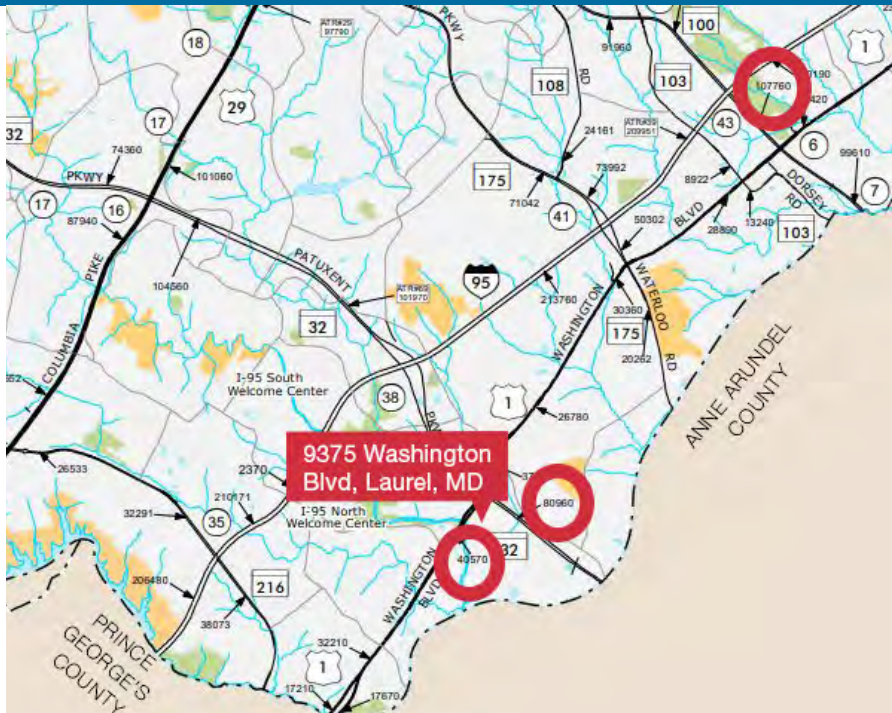 18
ATR#29
97790
PKWY
91960
100
1
29
RD
108
103
107760
32
17
74360
PKWY
24161
ATR#39
209951
43
420
6
17
16
101060
175
73992
8922
99610
DORSEY
RD
7
87940
71042
41
BLVD
28890
13240
103
50302
PIKE
104560
PATUXENT
95
WASHINGTON
WATERLOO
RD
ATR#69
101970
213760
30360
175
COLUMBIA
32
20262
I-95 South
Welcome Center
38
1
26780
ANNE ARUNDEL
COUNTY
9375 Washington
Blvd, Laurel, MD
26533
2370
80960
32291
35
210171
I-95 North
Welcome Center
32
40570
206480
216
WASHINGTON
BLVD
38073
PRINCE
GEORGE'S
COUNTY
32210
1
17210
17670